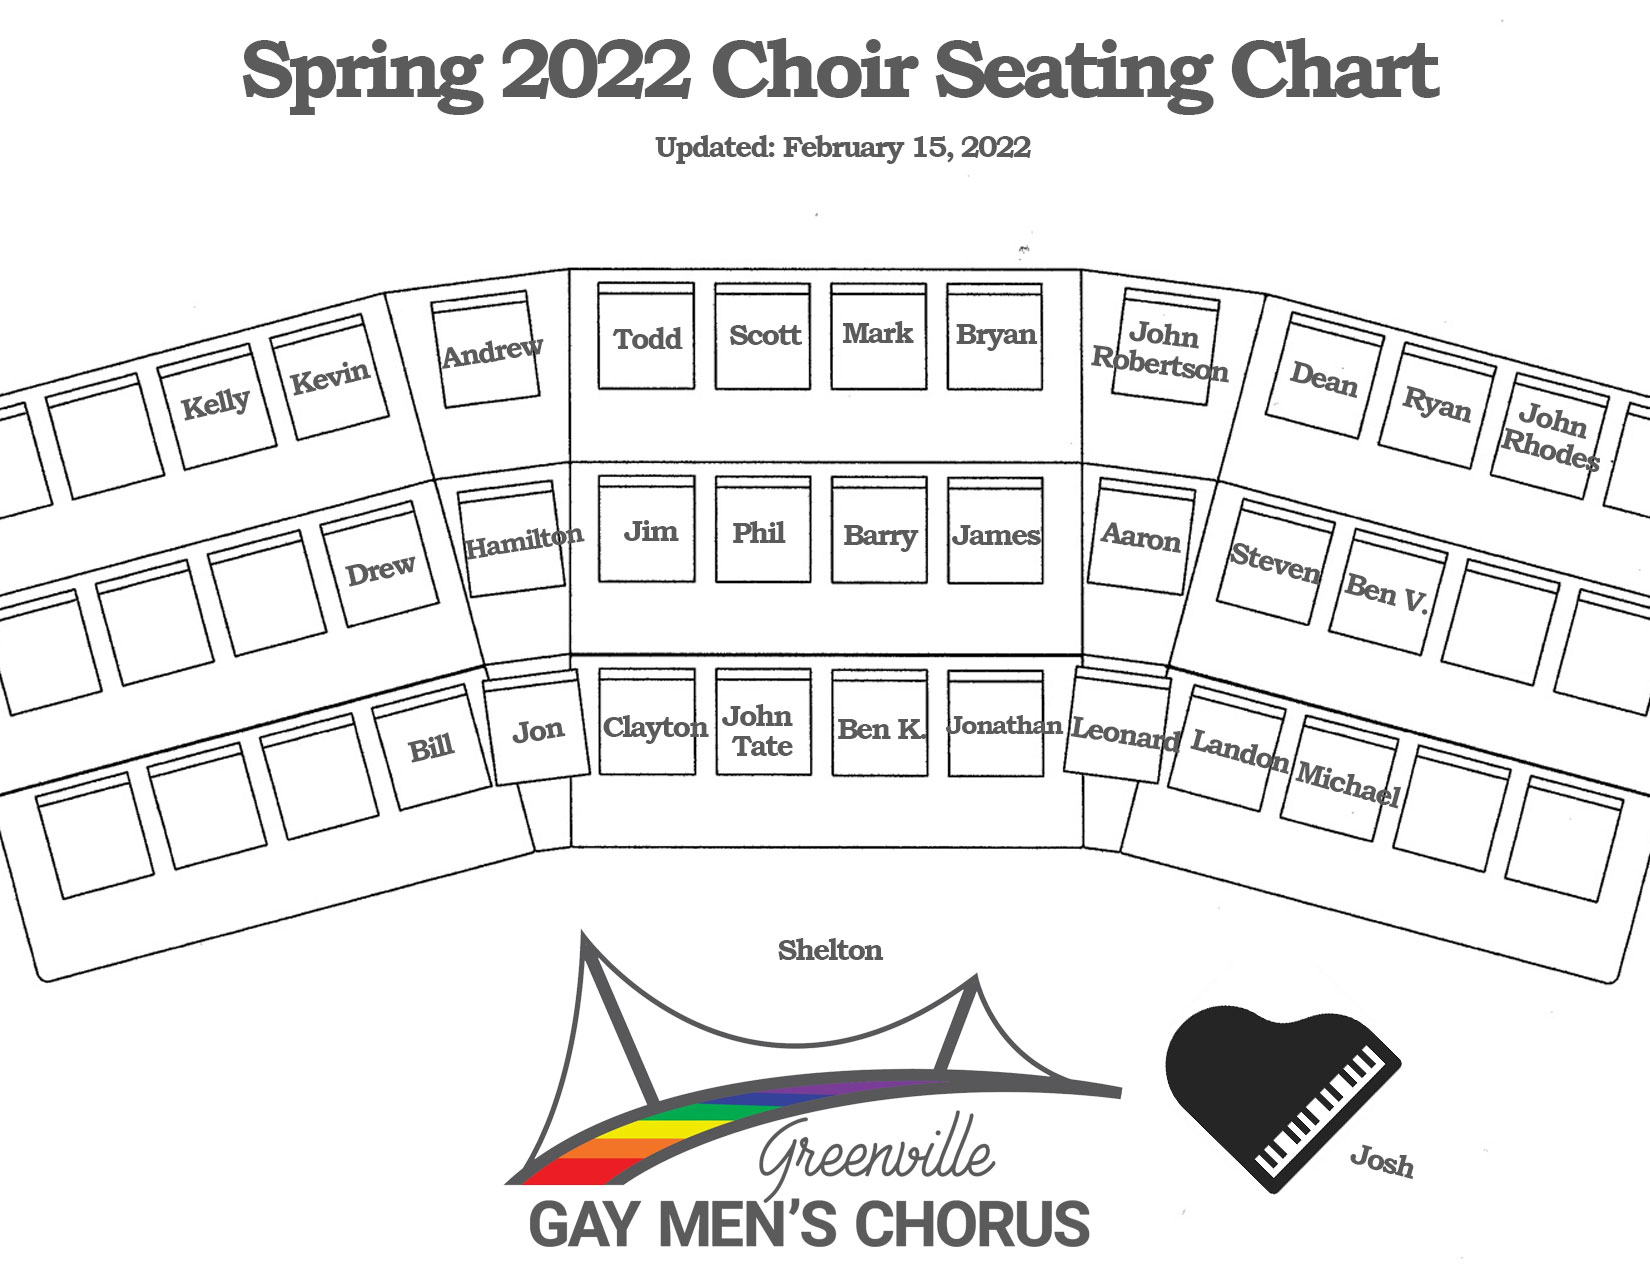 Spring 2022 Choir Seating Chart
Updated: February 15, 2022
Kelly
Kevin
Andrew
Todd
Scott
Mark
Bryan
John
Robertson
Dean
Ryan
John
Rhodes
Drew
Hamilton
Jim
Phil
Barry
James
Aaron
Steven
Ben V.
Bill
Jon
Clayton
John
Tate
Ben K.
Jonathan
Leonard
Landon
Michael
Shelton
Josh
Greenville
GAY MEN'S CHORUS